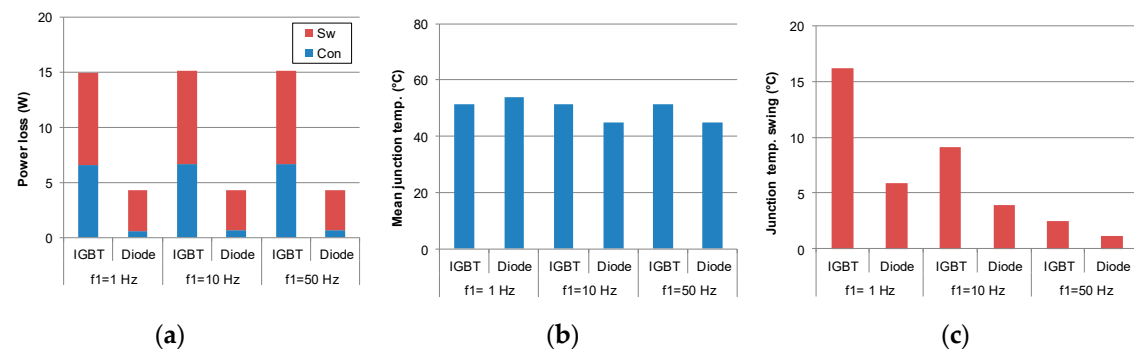 20
15
10
5
0
Power loss (W)
Sw
Con
IGBT Diode IGBT Diode IGBT Diode
f1=1 Hz f1=10 Hz f1=50 Hz
(a)
80
60
40
20
0
Mean junction temp. (°C)
IGBT Diode IGBT Diode IGBT Diode
f1= 1 Hz f1=10 Hz f1=50 Hz
(b)
20
15
10
5
0
Junction temp. swing (°C)
IGBT Diode IGBT Diode IGBT Diode
f1= 1 Hz f1=10 Hz f1=50 Hz
(c)